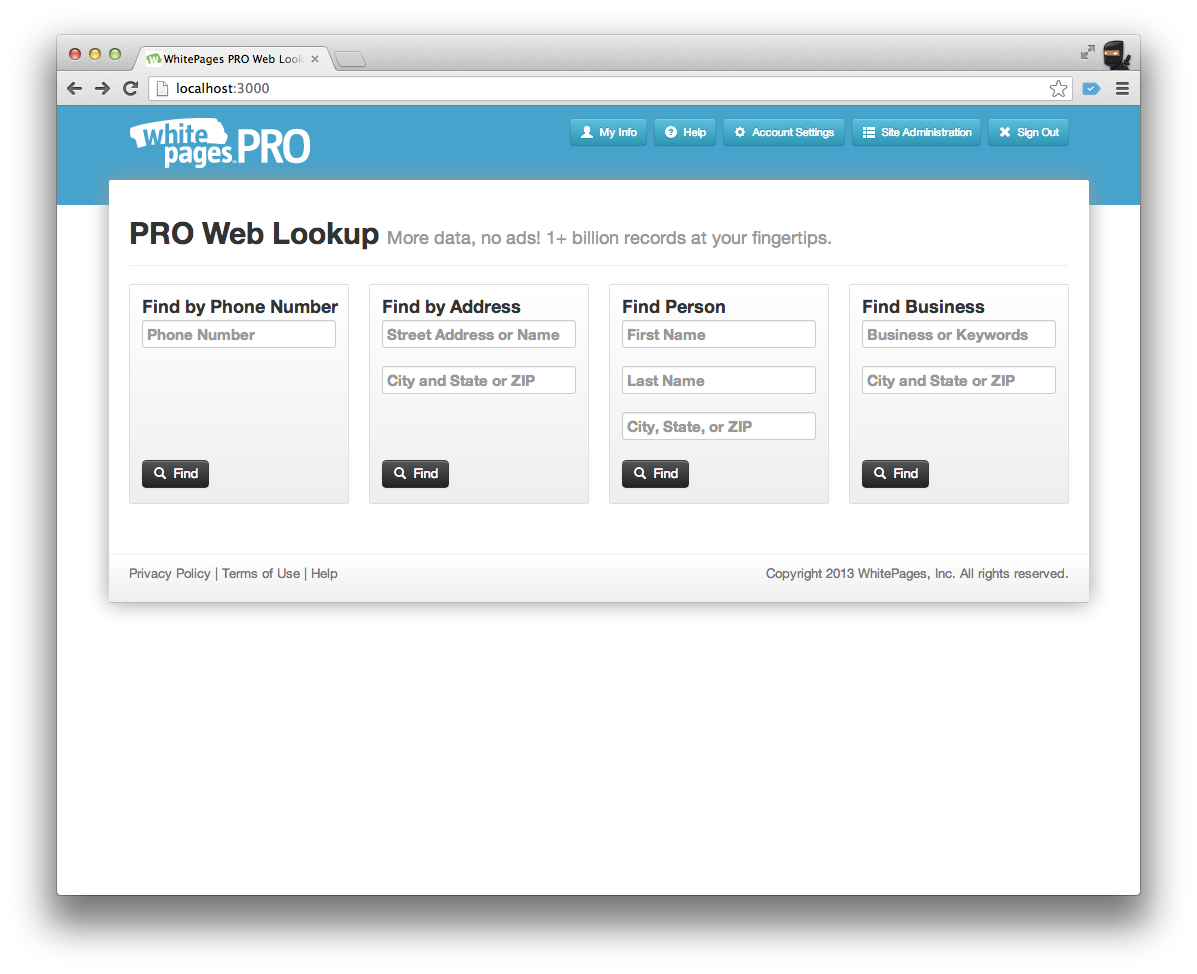 WhitePages PRO Web Look
localhost:3000
white
pages.PRO
My Info
Help
Account Settings
Site Administration
Sign Out
PRO Web Lookup More data, no ads! 1+ billion records at your fingertips.
Find by Phone Number
Phone Number
Find
Find by Address
Street Address or Name
City and State or ZIP
Find
Find Person
First Name
Last Name
City, State, or ZIP
Find
Find Business
Business or Keywords
City and State or ZIP
Find
Privacy Policy | Terms of Use | Help
Copyright 2013 WhitePages, Inc. All rights reserved.